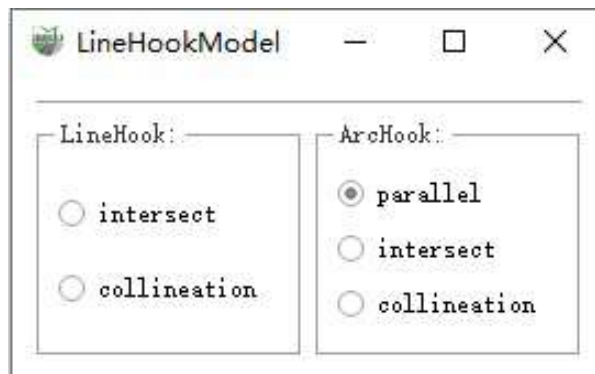 LineHookModel
LineHook:
intersect
collineation
ArcHook:
parallel
intersect
collineation